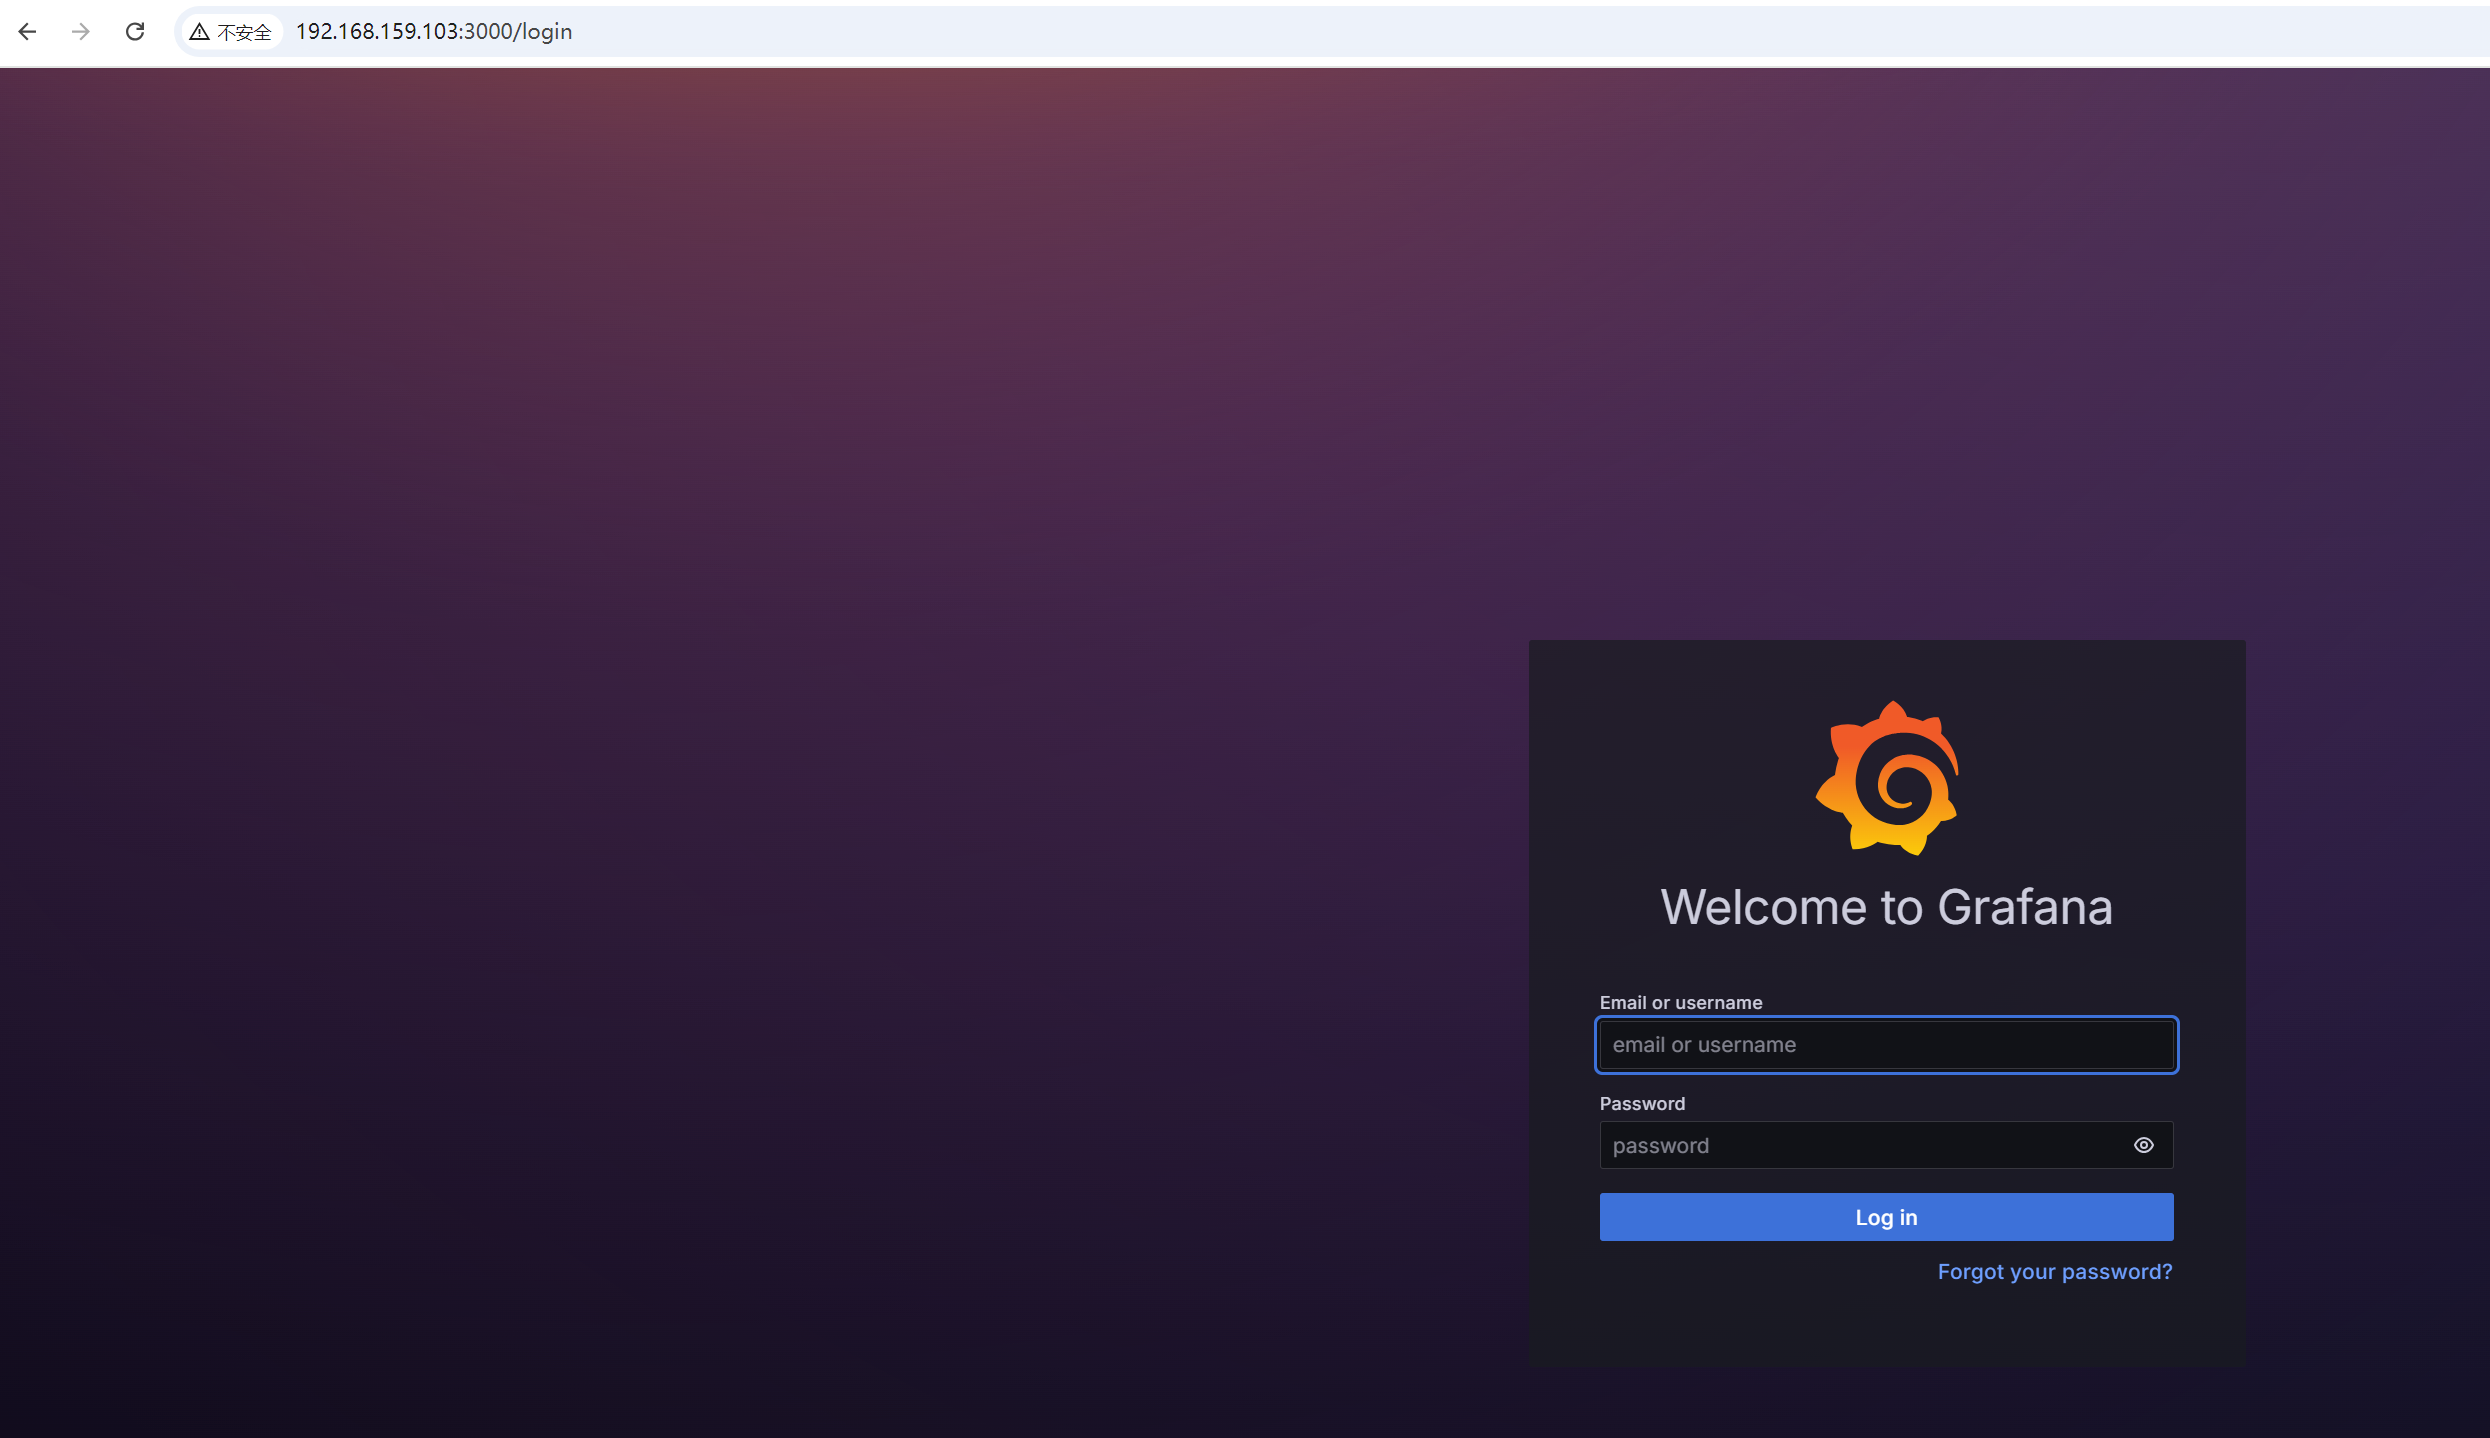 不安全 192.168.159.103:3000/login
Welcome to Grafana
Email or username
email or username
Password
password
Log in
Forgot your password?